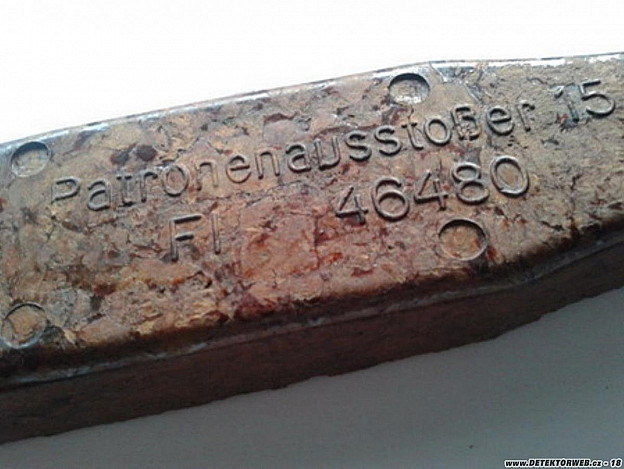 Patronenausstoßer 15
Fl 46480
www.DETEKTORWEB.cz - 18